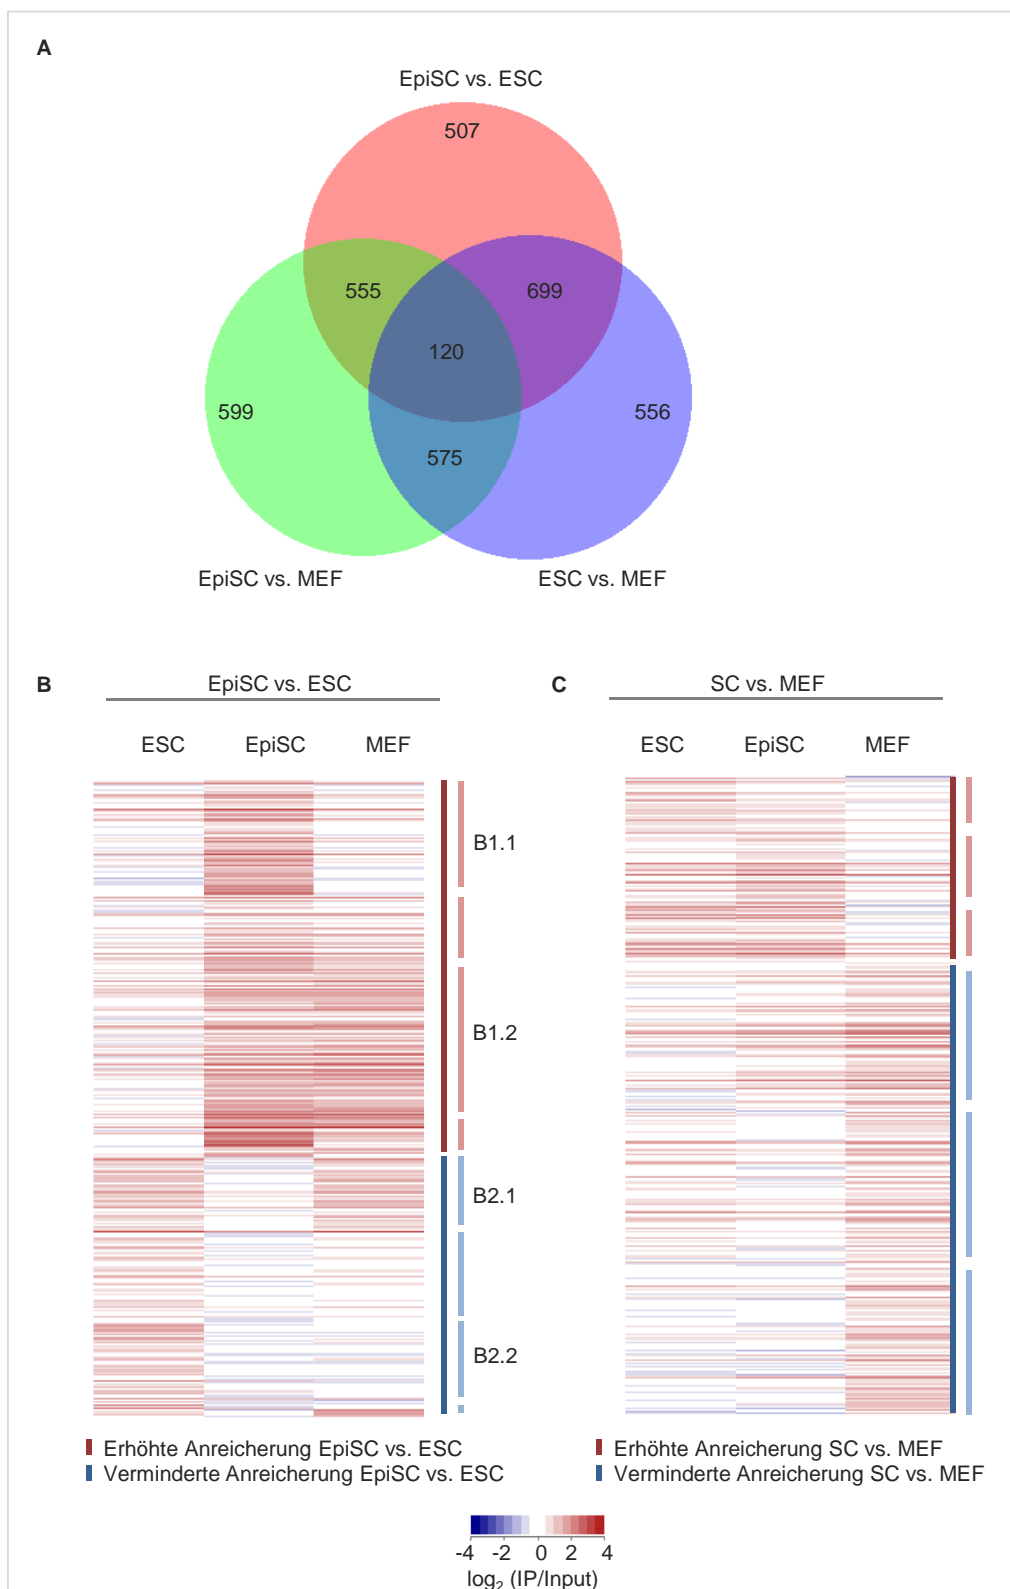 A
EpiSC vs. ESC
507
555
699
120
599
556
575
EpiSC vs. MEF
ESC vs. MEF
B
EpiSC vs. ESC
ESC
EpiSC
MEF
B1.1
B1.2
B2.1
B2.2
Erhöhte Anreicherung EpiSC vs. ESC
Verminderte Anreicherung EpiSC vs. ESC
C
SC vs. MEF
ESC
EpiSC
MEF
Erhöhte Anreicherung SC vs. MEF
Verminderte Anreicherung SC vs. MEF
-4 -2 0 2 4
log₂ (IP/Input)